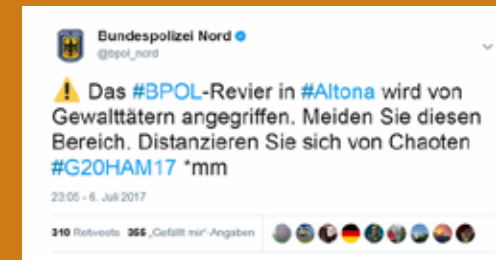 Bundespolizei Nord
@bpol_nord
Das #BPOL-Revier in #Altona wird von
Gewalttätern angegriffen. Meiden Sie diesen
Bereich. Distanzieren Sie sich von Chaoten
#G20HAM17 *mm
23:05 - 6. Juli 2017
310 Retweets 355 „Gefällt mir“-Angaben